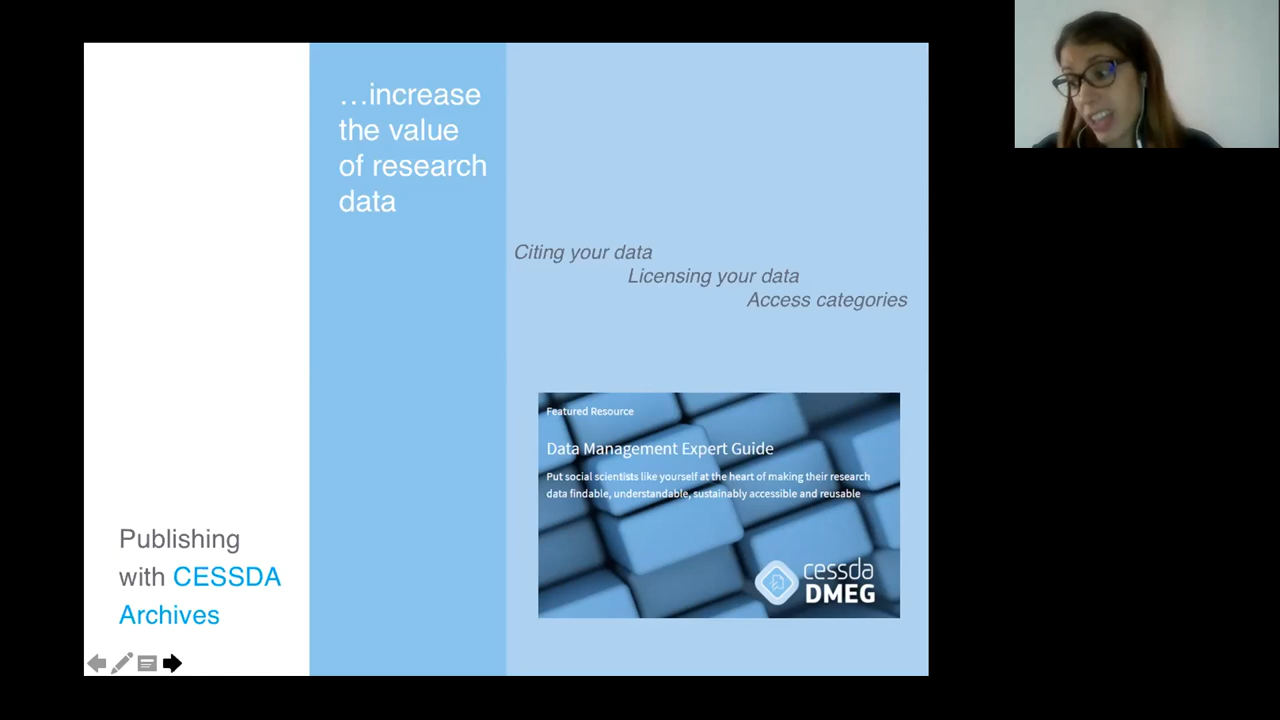 …increase
the value
of research
data
Citing your data
Licensing your data
Access categories
Featured Resource
Data Management Expert Guide
Put social scientists like yourself at the heart of making their research
data findable, understandable, sustainably accessible and reusable
cessda
DMEG
Publishing
with CESSDA
Archives